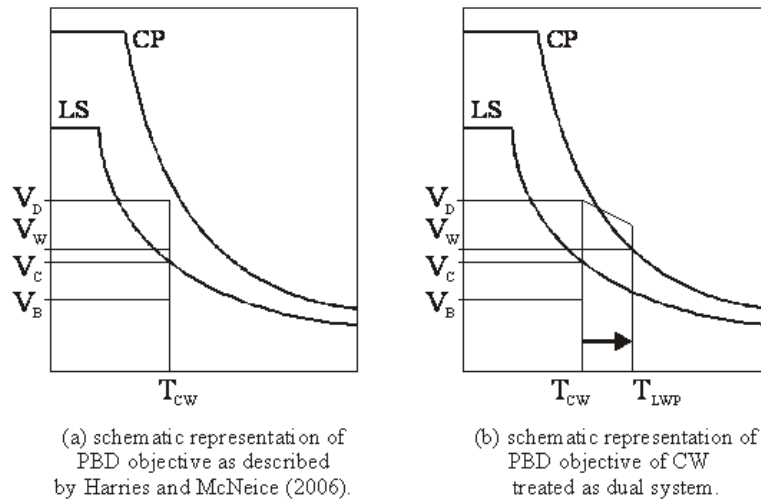 CP
LS
V_D
V_W
V_C
V_B
T_CW
(a) schematic representation of
PBD objective as described
by Harries and McNeice (2006).
CP
LS
V_D
V_W
V_C
V_B
T_CW
T_LWP
(b) schematic representation of
PBD objective of CW
treated as dual system.